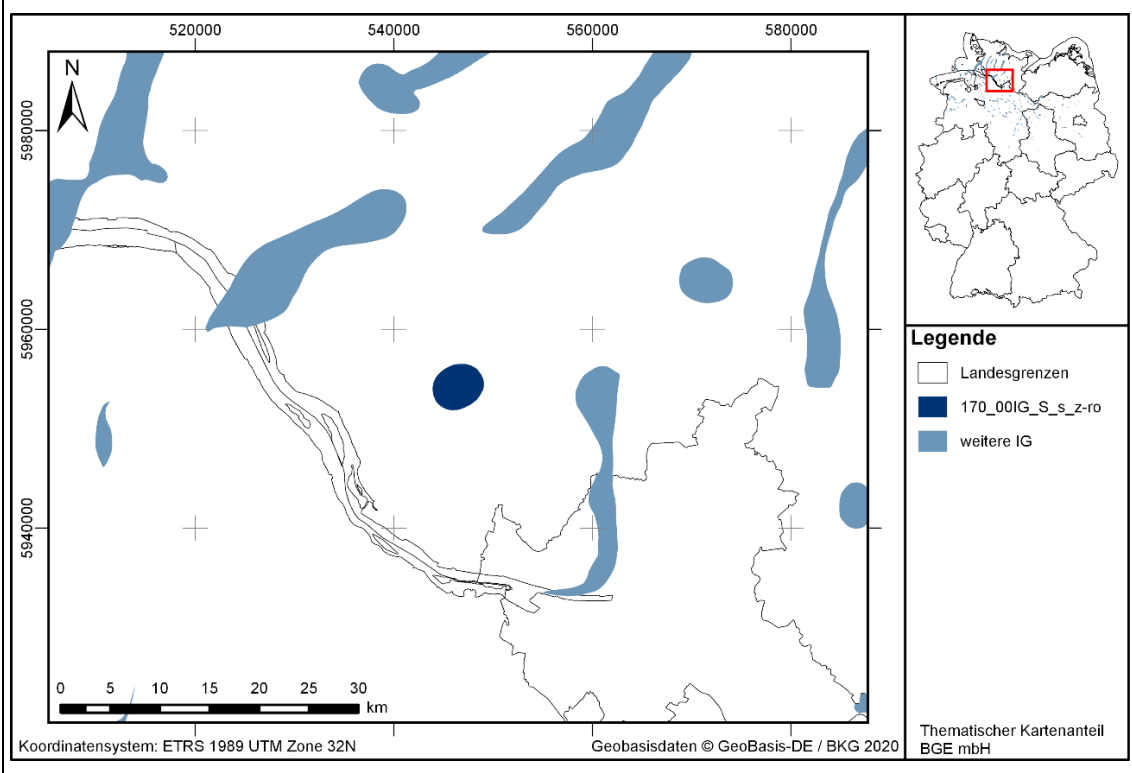 520000 540000 560000 580000
N
5980000
5960000
5940000
0 5 10 15 20 25 30
km
Koordinatensystem: ETRS 1989 UTM Zone 32N
Geobasisdaten © GeoBasis-DE / BKG 2020
Legende
Landesgrenzen
170_00IG_S_s_z-ro
weitere IG
Thematischer Kartenanteil
BGE mbH